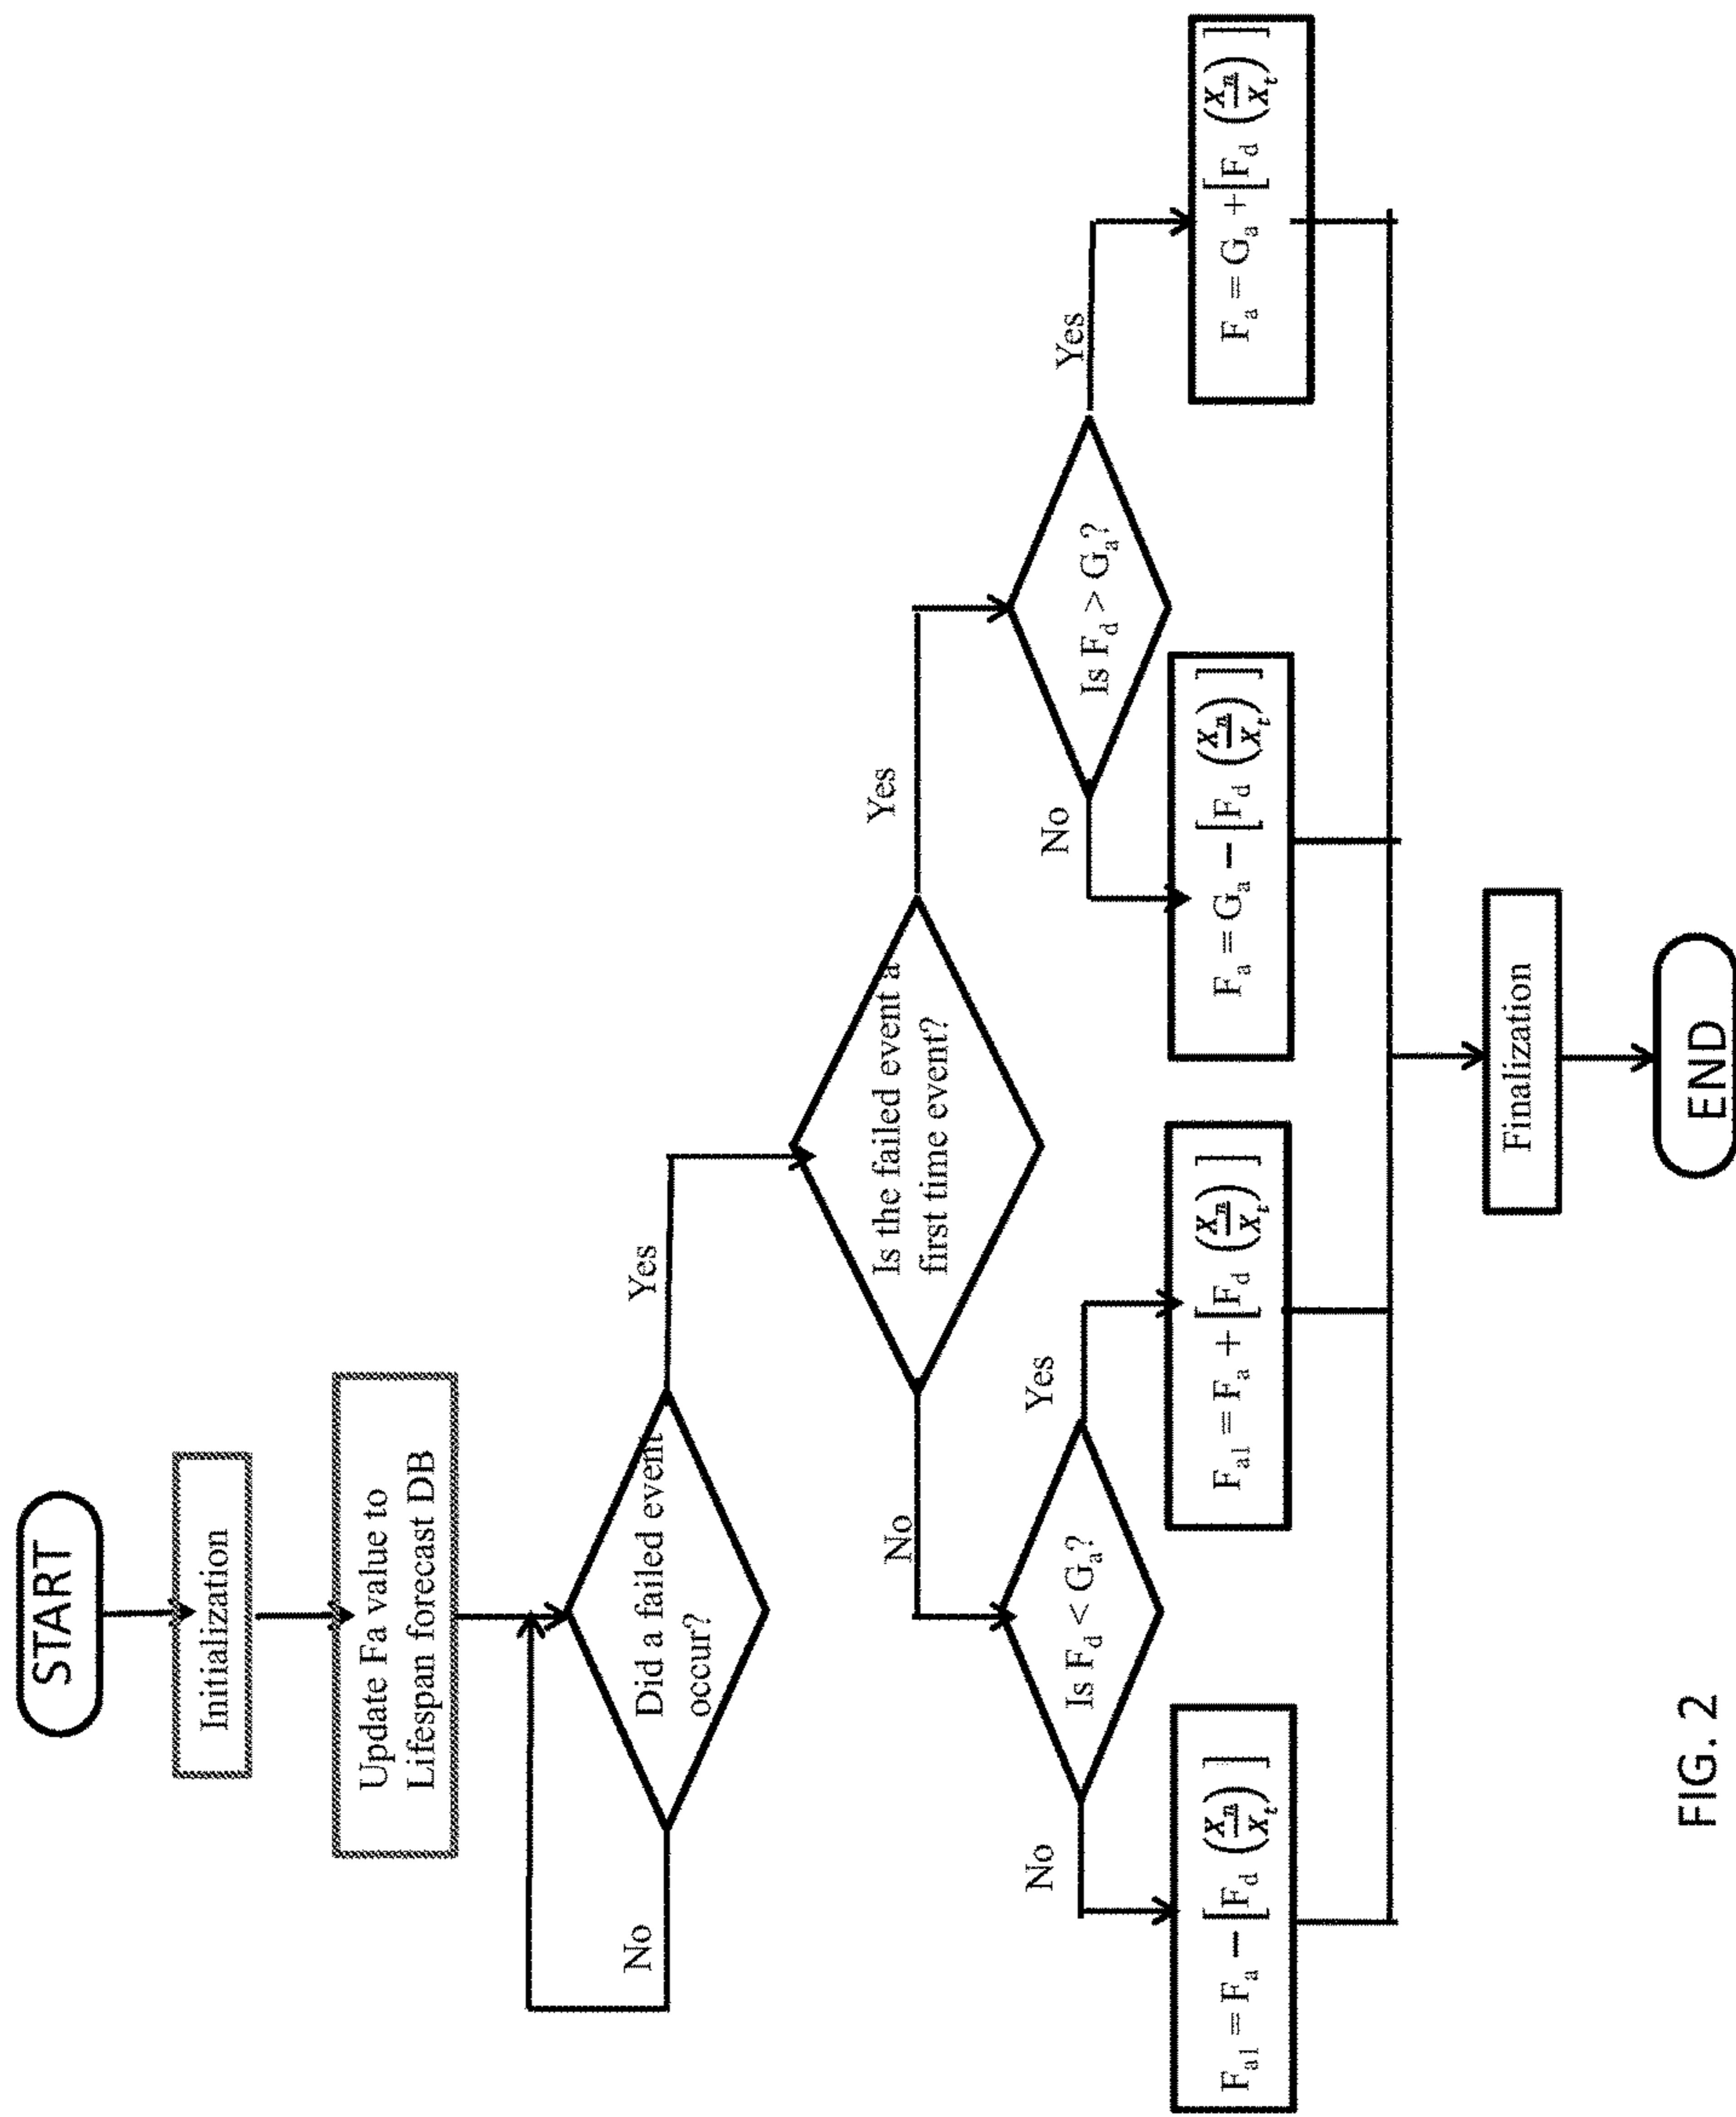 START
Initialization
Update Fa value to
Lifespan forecast DB
Did a failed event
occur?
No
Yes
Is the failed event a
first time event?
No
Yes
Is F_d < G_a?
No
Yes
Is F_d > G_a?
No
Yes
F_a1 = F_a − [F_d (x_n/x_t)]
F_a1 = F_a + [F_d (x_n/x_t)]
F_a = G_a − [F_d (x_n/x_t)]
F_a = G_a + [F_d (x_n/x_t)]
Finalization
END
FIG. 2